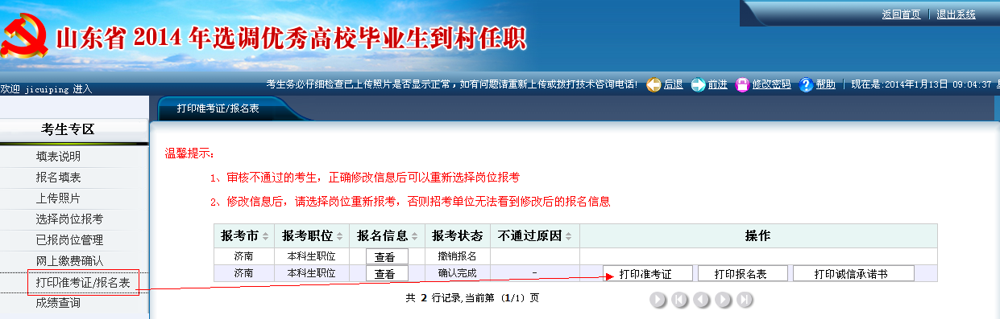 返回首页 | 退出系统
山东省 2014 年选调优秀高校毕业生到村任职
欢迎 jicuiping 进入
考生务必仔细检查已上传照片是否显示正常，如有问题请重新上传或拨打技术咨询电话! 后退 前进 修改密码 帮助 | 现在是:2014年1月13日 09:04:37
打印准考证/报名表
考生专区
填表说明
报名填表
上传照片
选择岗位报考
已报岗位管理
网上缴费确认
打印准考证/报名表
成绩查询
温馨提示：
1、审核不通过的考生，正确修改信息后可以重新选择岗位报考
2、修改信息后，请选择岗位重新报考，否则招考单位无法看到修改后的报名信息
报考市 报考职位 报名信息 报考状态 不通过原因 操作
济南 本科生职位 查看 撤销报名
济南 本科生职位 查看 确认完成 - 打印准考证 打印报名表 打印诚信承诺书
共 2 行记录,当前第（1/1）页